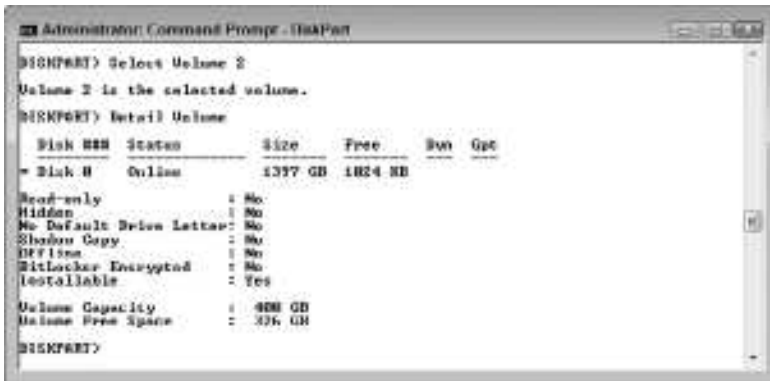 Administrator: Command Prompt - DiskPart
DISKPART> Select Volume 2
Volume 2 is the selected volume.
DISKPART> Detail Volume
Disk ### Status Size Free Dyn Gpt
* Disk 0 Online 1397 GB 1024 KB
Read-only : No
Hidden : No
No Default Drive Letter: No
Shadow Copy : No
Offline : No
BitLocker Encrypted : No
Installable : Yes
Volume Capacity : GB
Volume Free Space : 326 GB
DISKPART>